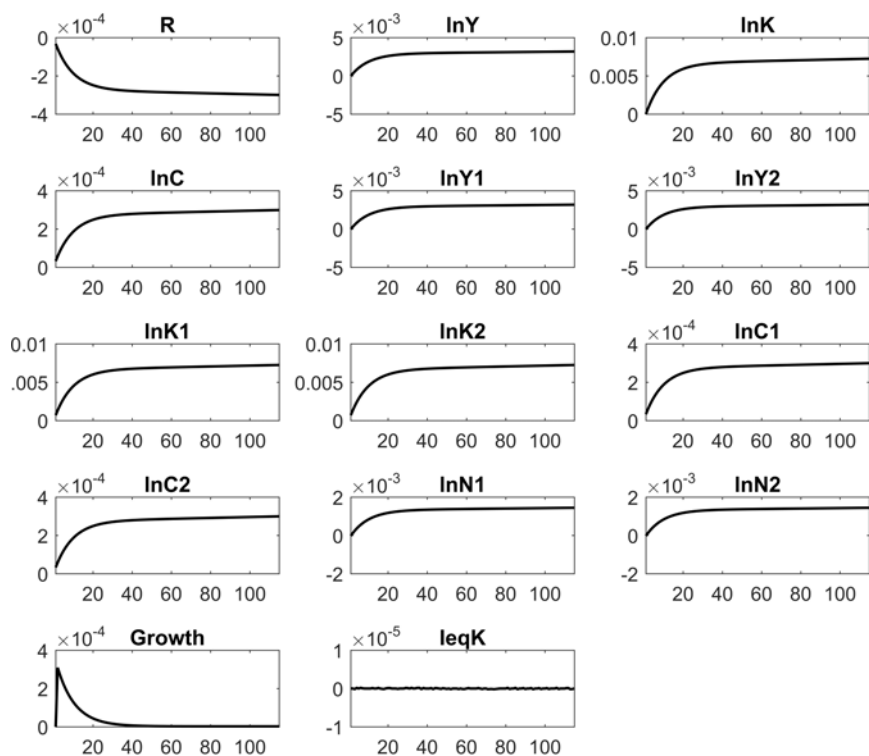 ×10⁻⁴ R
0
-2
-4
20 40 60 80 100
×10⁻³ lnY
5
0
-5
20 40 60 80 100
lnK
0.01
0.005
0
20 40 60 80 100
×10⁻⁴ lnC
4
2
0
20 40 60 80 100
×10⁻³ lnY1
5
0
-5
20 40 60 80 100
×10⁻³ lnY2
5
0
-5
20 40 60 80 100
lnK1
0.01
.005
0
20 40 60 80 100
lnK2
0.01
0.005
0
20 40 60 80 100
×10⁻⁴ lnC1
4
2
0
20 40 60 80 100
×10⁻⁴ lnC2
4
2
0
20 40 60 80 100
×10⁻³ lnN1
2
0
-2
20 40 60 80 100
×10⁻³ lnN2
2
0
-2
20 40 60 80 100
×10⁻⁴ Growth
4
2
0
20 40 60 80 100
×10⁻⁵ IeqK
1
0
-1
20 40 60 80 100